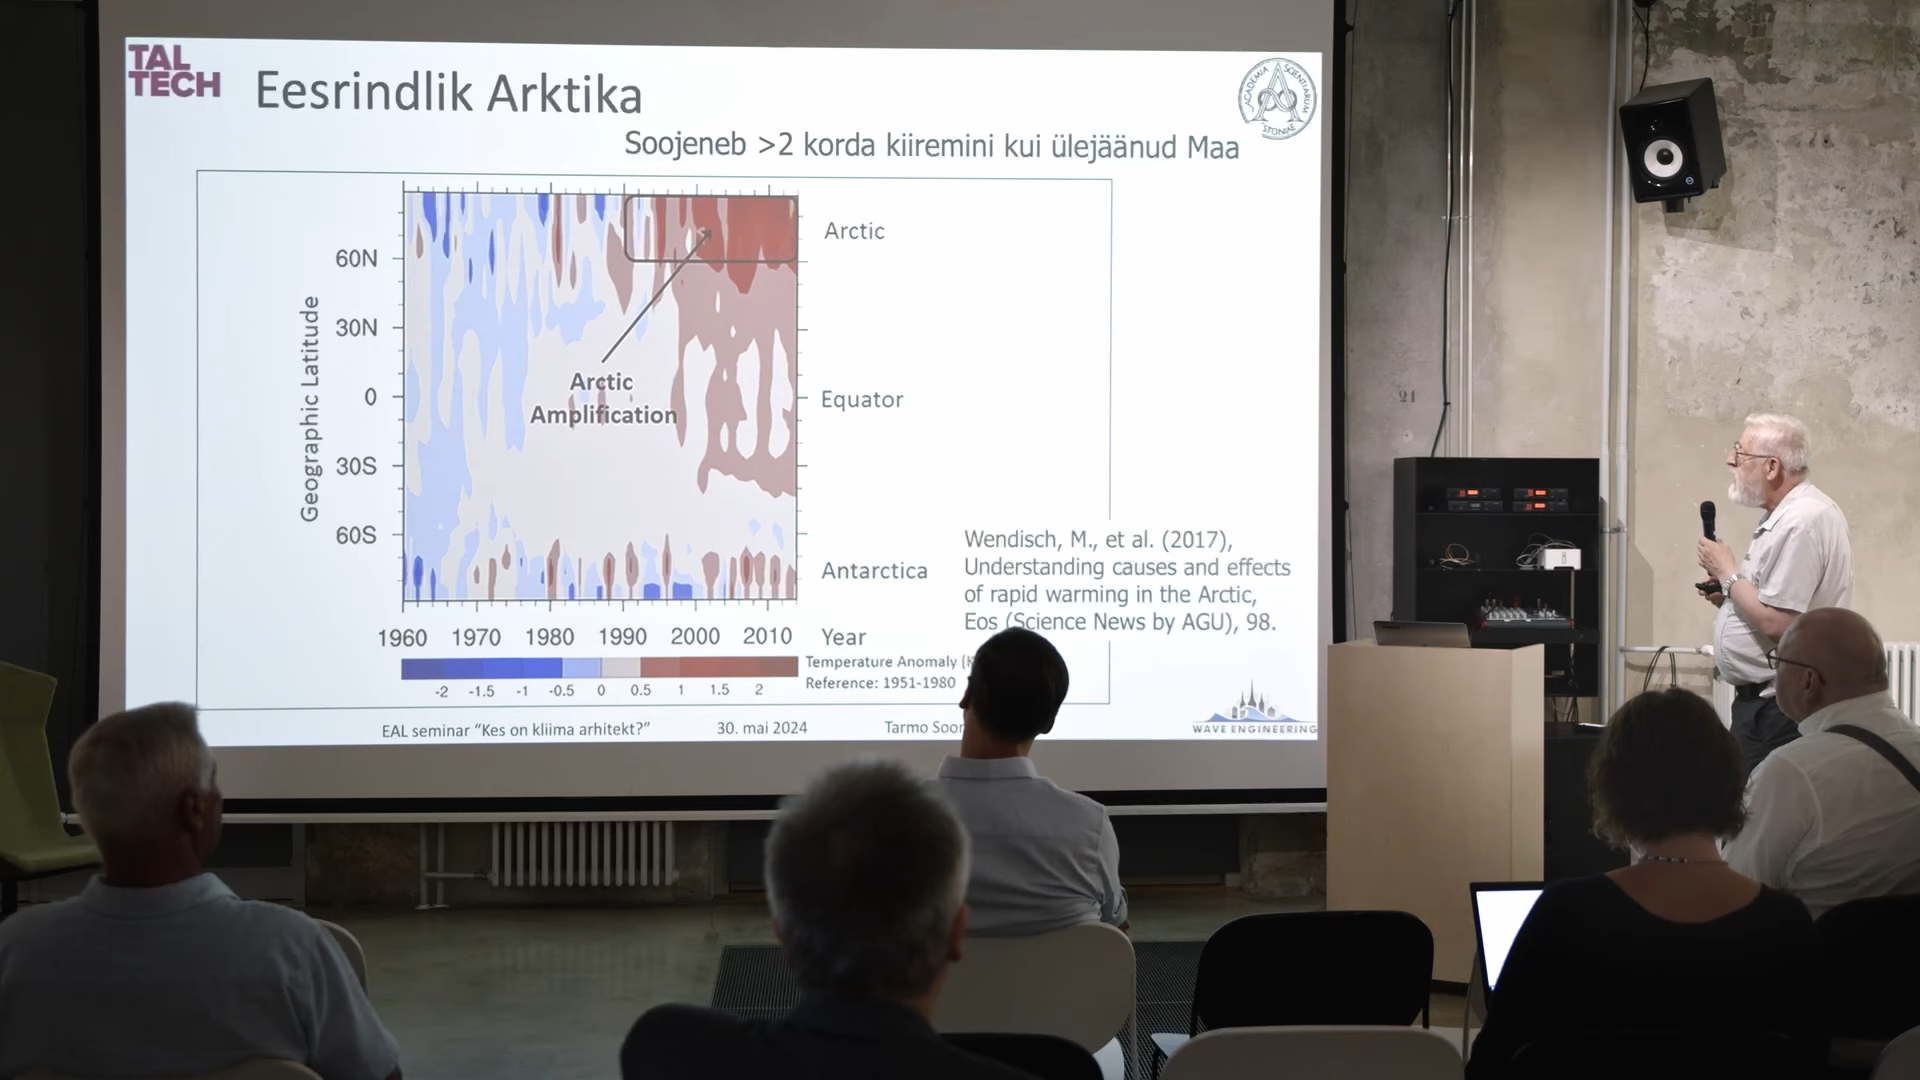 TAL
TECH
Eesrindlik Arktika
ACADEMIA SCIENTIARUM
Soojeneb >2 korda kiiremini kui ülejäänud Maa
Arctic
60N
30N
0
30S
60S
Geographic Latitude
Arctic
Amplification
Equator
Antarctica
Wendisch, M., et al. (2017),
Understanding causes and effects
of rapid warming in the Arctic,
Eos (Science News by AGU), 98.
1960 1970 1980 1990 2000 2010 Year
Temperature Anomaly
Reference: 1951-1980
-2 -1.5 -1 -0.5 0 0.5 1 1.5 2
EAL seminar “Kes on kliima arhitekt?” 30. mai 2024 Tarmo
WAVE ENGINEERING
21